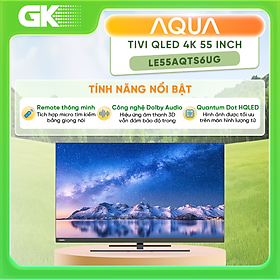 GK
AQUA
TIVI QLED 4K 55 INCH
LE55AQTS6UG
TÍNH NĂNG NỔI BẬT
Remote thông minh
Tích hợp micro tìm kiếm
bằng giọng nói
Công nghệ Dolby Audio
Hiệu ứng âm thanh 3D
vẫn đảm bảo độ trong
Quantum Dot HQLED
Hình ảnh được tối ưu
trên màn hình lượng tử